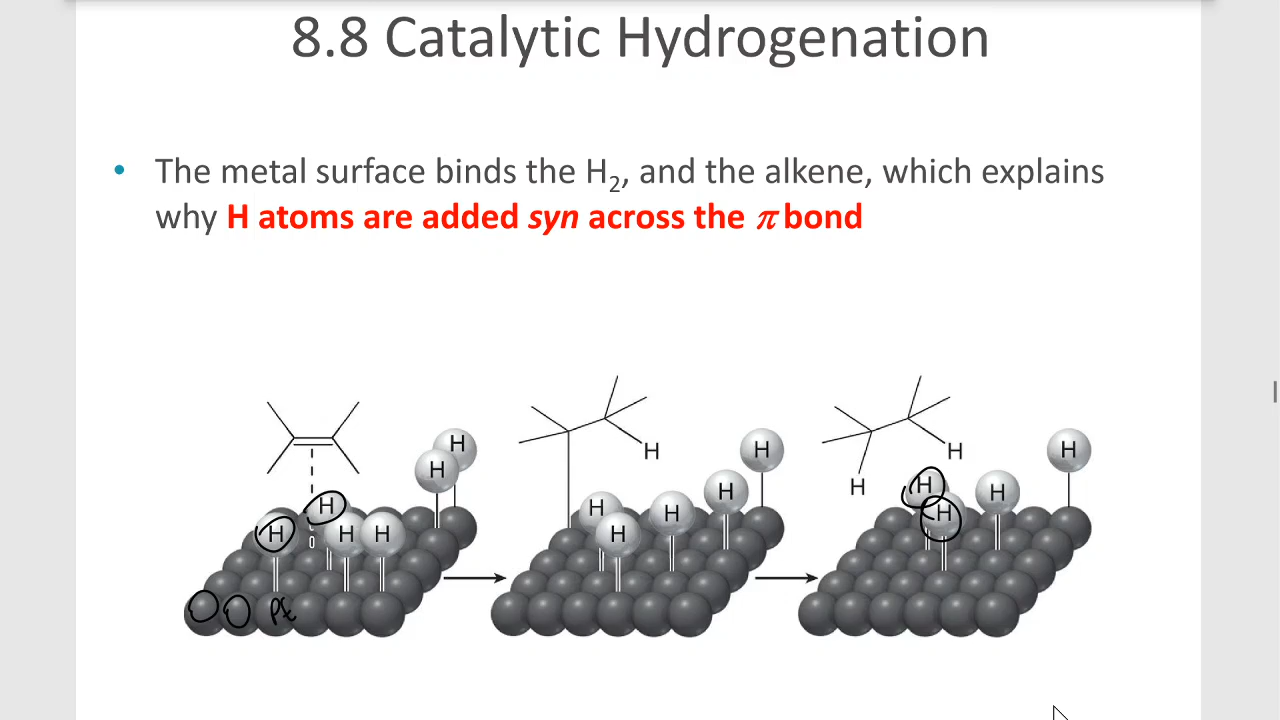 8.8 Catalytic Hydrogenation
• The metal surface binds the H₂, and the alkene, which explains
why H atoms are added syn across the π bond
H
H
H
H
H
H
Pt
H
H
H
H
H
H
H
H
H
H
H
H